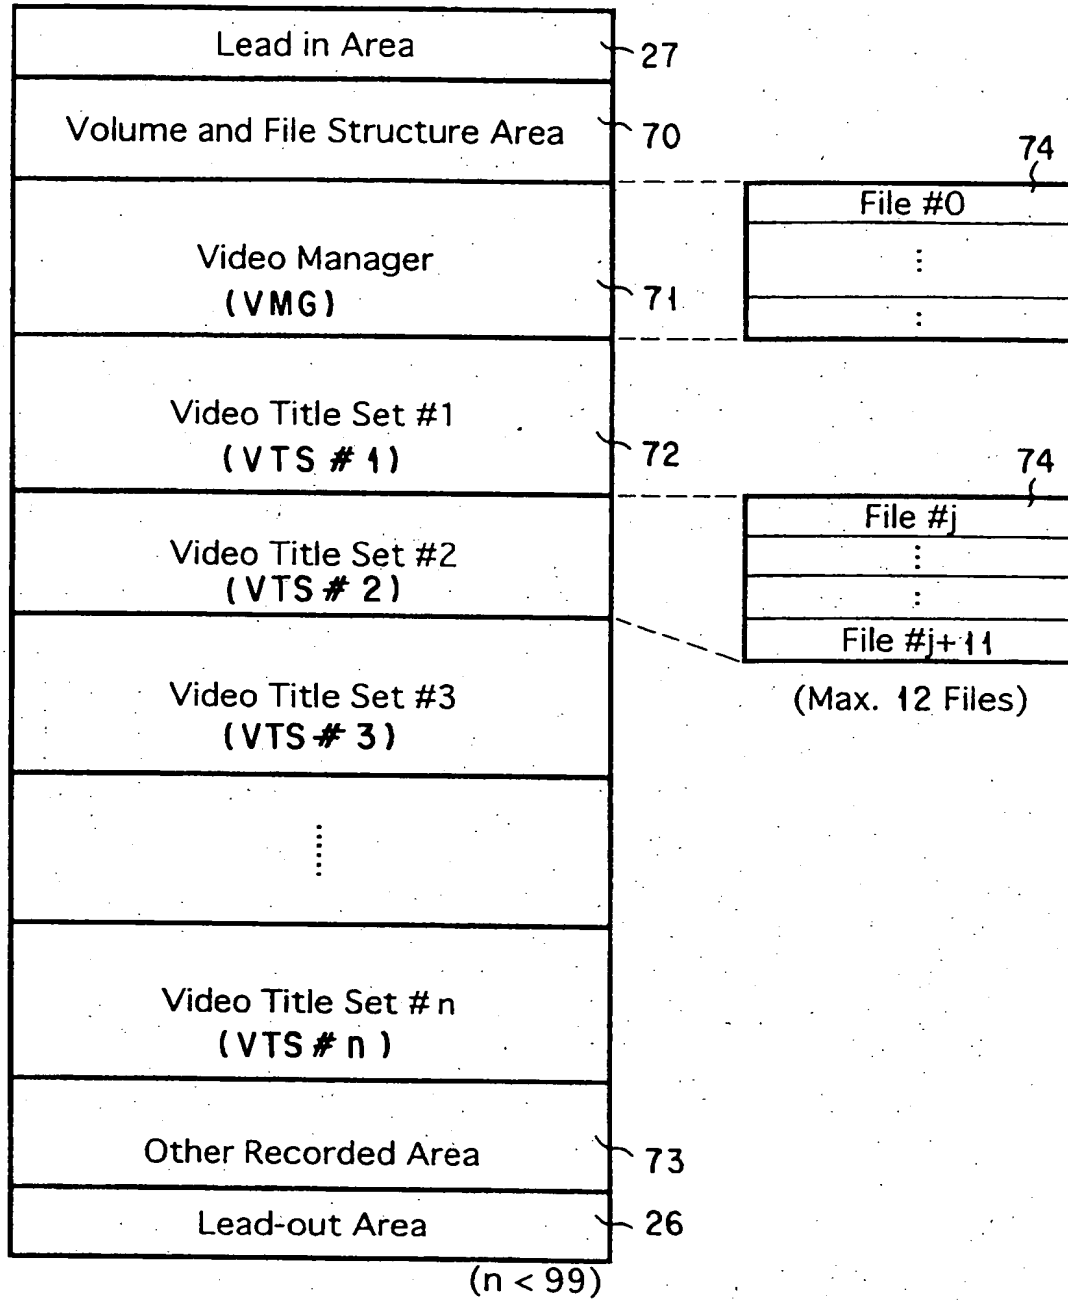 Lead in Area
27
Volume and File Structure Area
70
Video Manager
(VMG)
71
Video Title Set #1
(VTS #1)
72
Video Title Set #2
(VTS #2)
Video Title Set #3
(VTS #3)
Video Title Set #n
(VTS #n)
Other Recorded Area
73
Lead-out Area
26
(n < 99)
74
File #0
74
File #j
File #j+11
(Max. 12 Files)